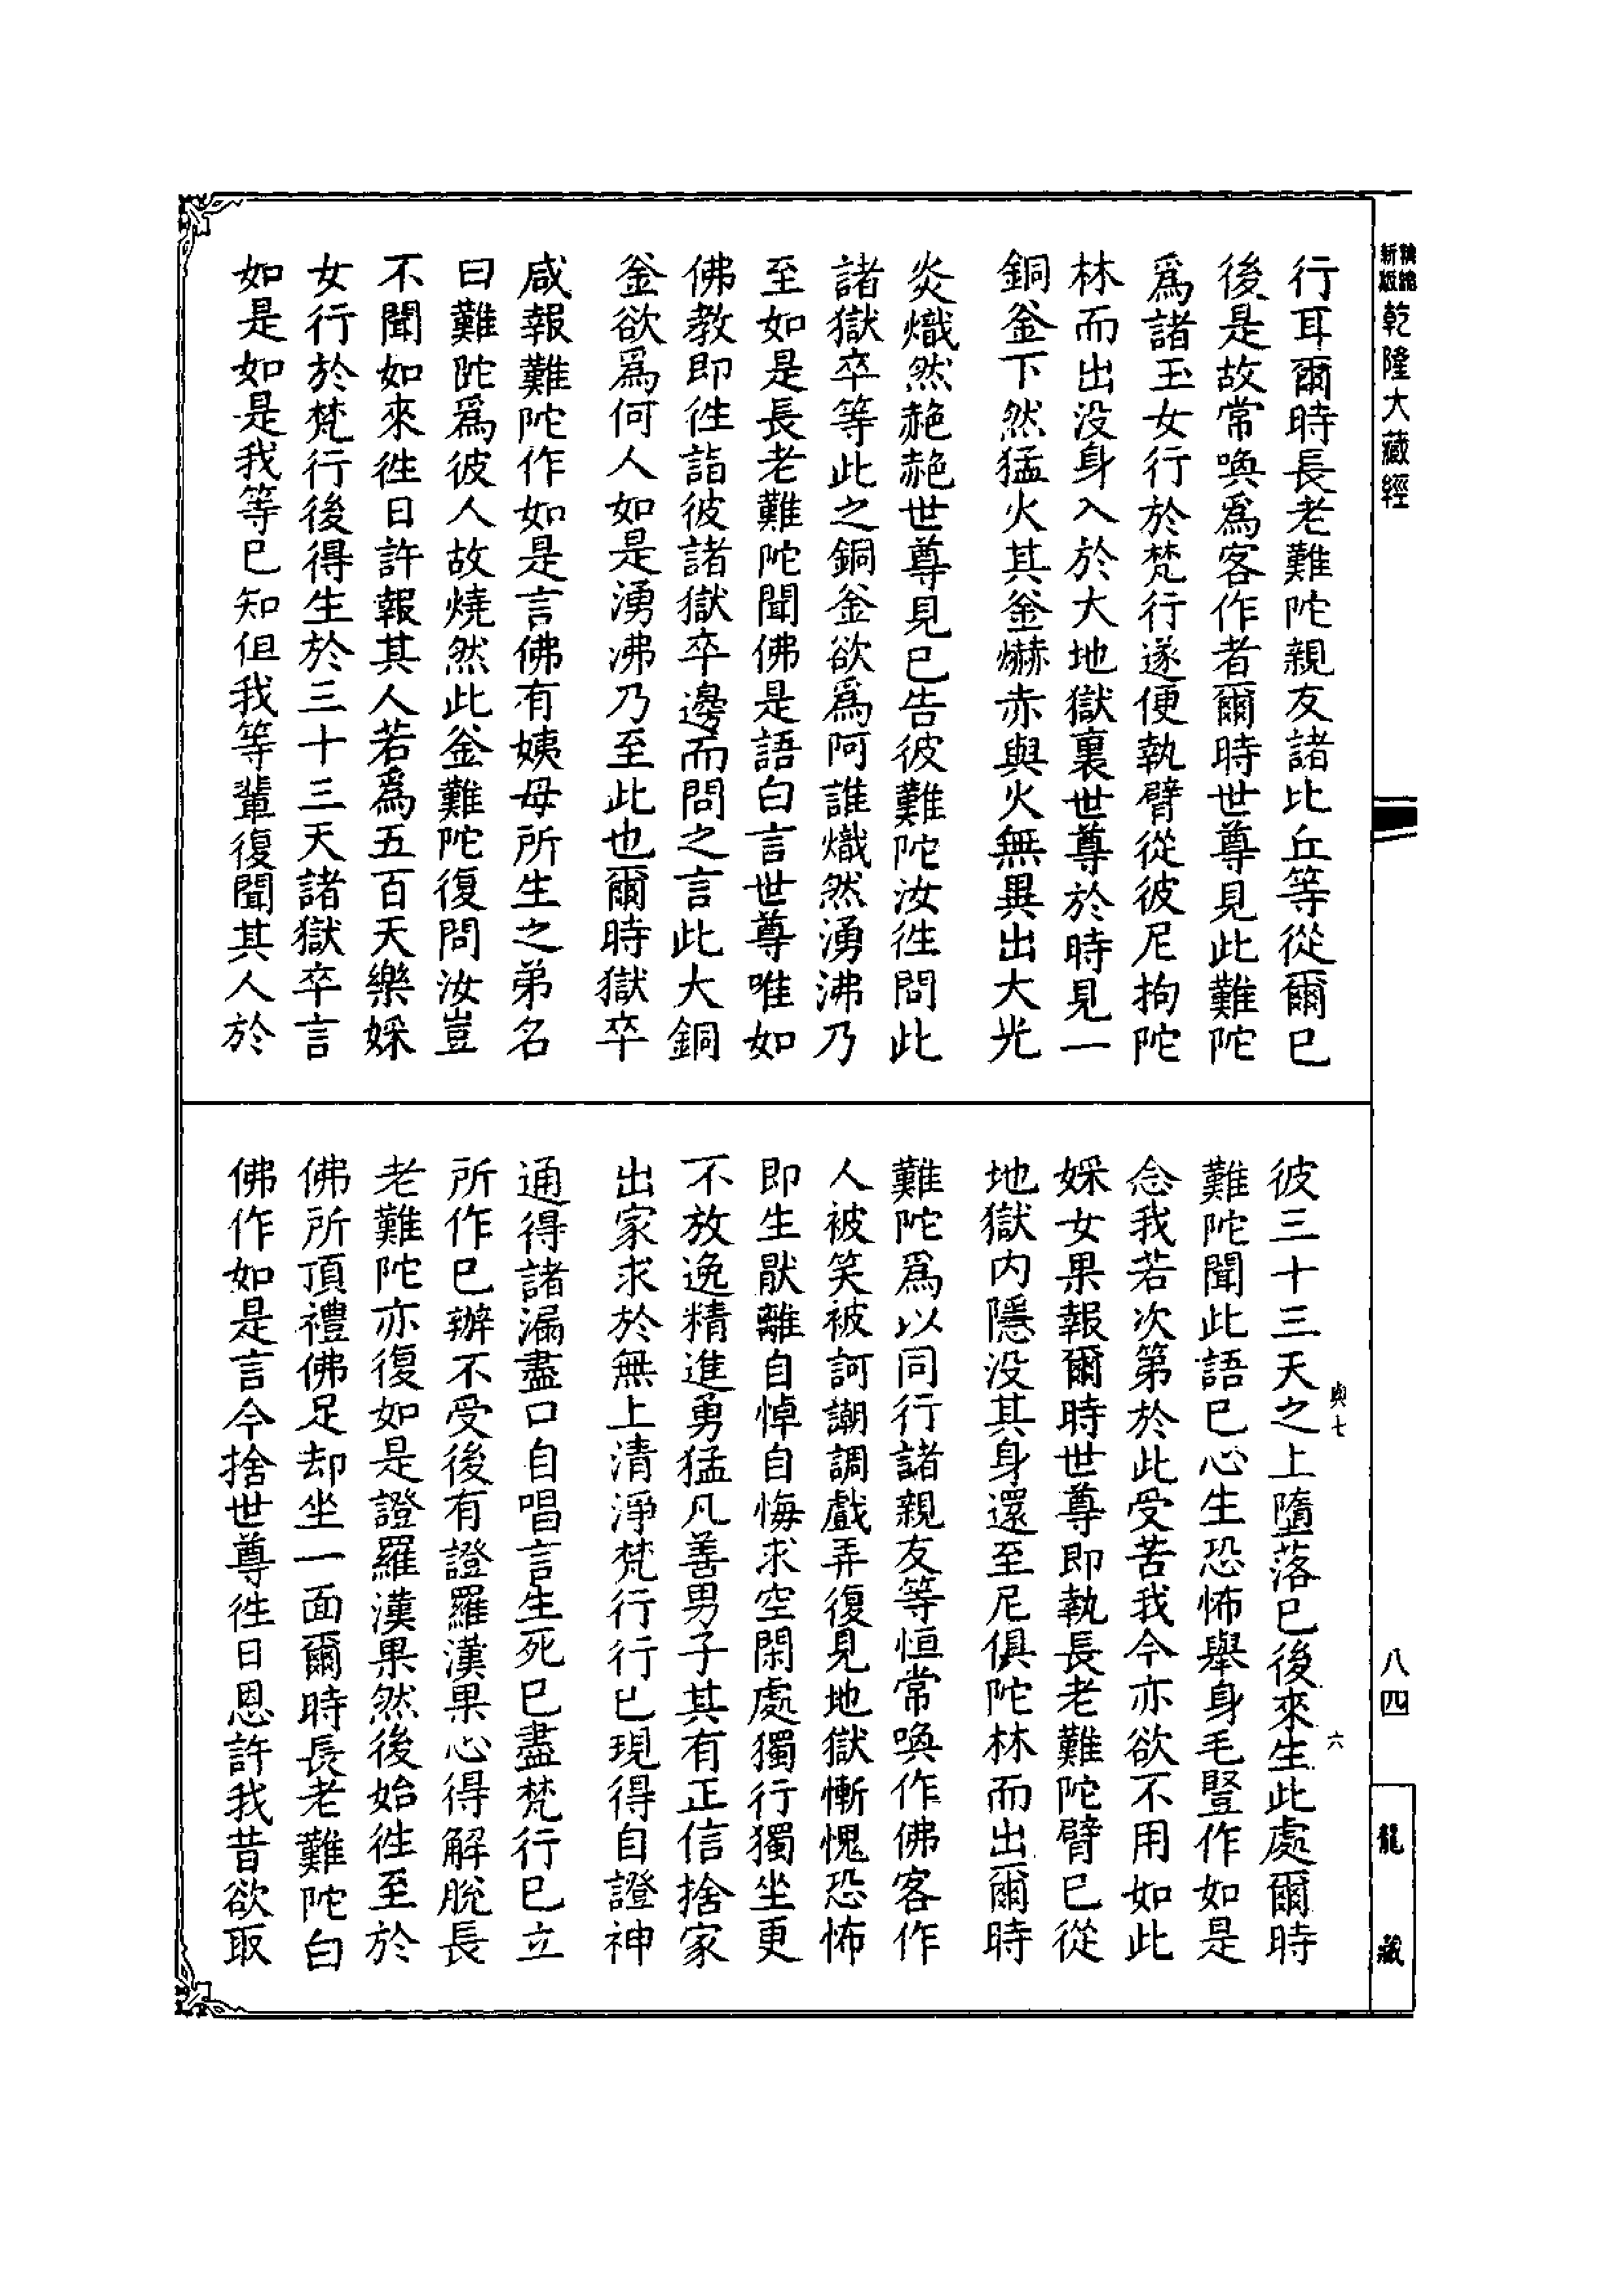 新版
乾隆大藏經
行耳爾時長老難陀親友諸比丘等從爾已
後是故常喚爲客作者爾時世尊見此難陀
爲諸玉女行於梵行遂便執臂從彼尼拘陀
林而出没身入於大地獄裏世尊於時見一
銅釜下然猛火其釜爀赤與火無異出大光
炎熾然赩赩世尊見已告彼難陀汝徃問此
諸獄卒等此之銅釜欲爲阿誰熾然湧沸乃
至如是長老難陀聞佛是語白言世尊唯如
佛教即徃詣彼諸獄卒邊而問之言此大銅
釜欲爲何人如是湧沸乃至此也爾時獄卒
咸報難陀作如是言佛有姨母所生之弟名
曰難陀爲彼人故燒然此釜難陀復問汝豈
不聞如來徃日許報其人若爲五百天樂婇
女行於梵行後得生於三十三天諸獄卒言
如是如是我等已知但我等輩復聞其人於
彼三十三天之上墮落已後來生此處爾時
難陀聞此語已心生恐怖舉身毛豎作如是
念我若次第於此受苦我今亦欲不用如此
婇女果報爾時世尊即執長老難陀臂已從
地獄内隱没其身還至尼俱陀林而出爾時
難陀爲以同行諸親友等恒常喚作佛客作
人被笑被訶謿調戲弄復見地獄慚愧恐怖
即生厭離自悼自悔求空閑處獨行獨坐更
不放逸精進勇猛凡善男子其有正信捨家
出家求於無上清淨梵行行已現得自證神
通得諸漏盡口自唱言生死已盡梵行已立
所作已辦不受後有證羅漢果心得解脫長
老難陀亦復如是證羅漢果然後始徃至於
佛所頂禮佛足却坐一面爾時長老難陀白
佛作如是言今捨世尊徃日恩許我昔欲取
與七
六
八四
龍藏